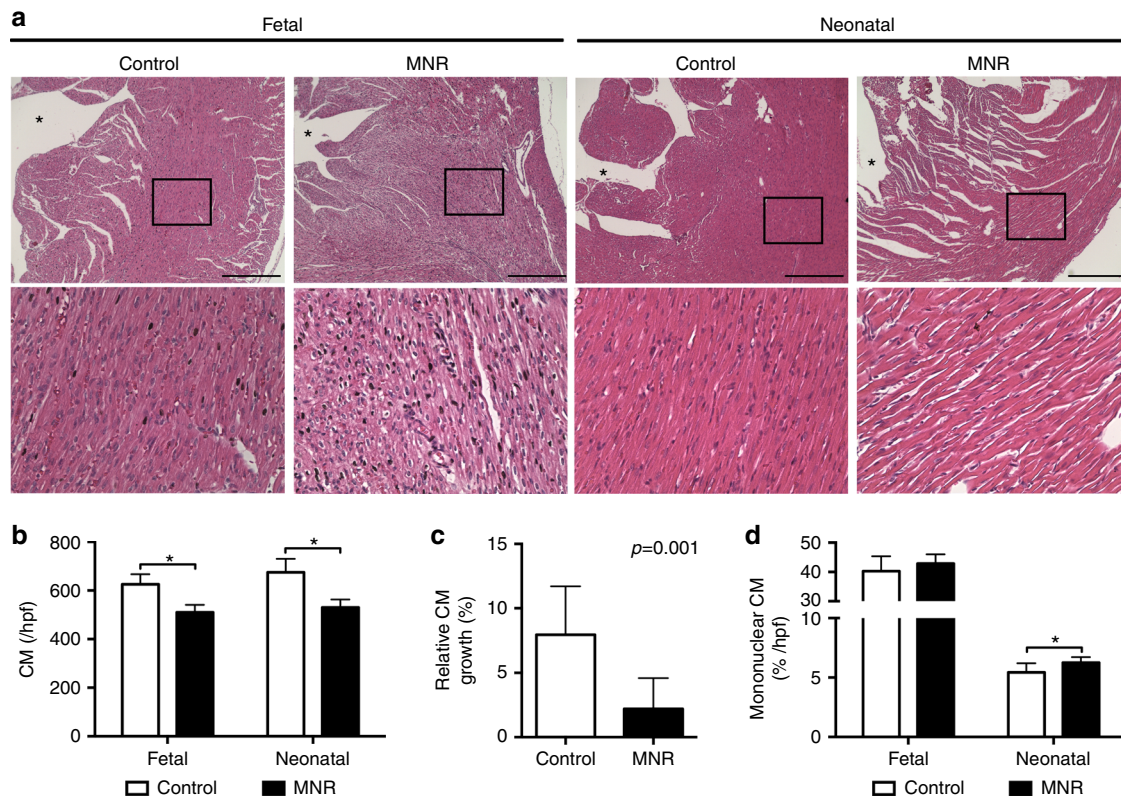 a
Fetal
Neonatal
Control
MNR
Control
MNR
*
*
*
*
b
800
600
400
200
0
CM (/hpf)
*
*
Fetal
Neonatal
Control
MNR
c
15
10
5
0
Relative CM
growth (%)
p=0.001
Control
MNR
d
50
40
30
10
5
0
Mononuclear CM
(% /hpf)
*
Fetal
Neonatal
Control
MNR